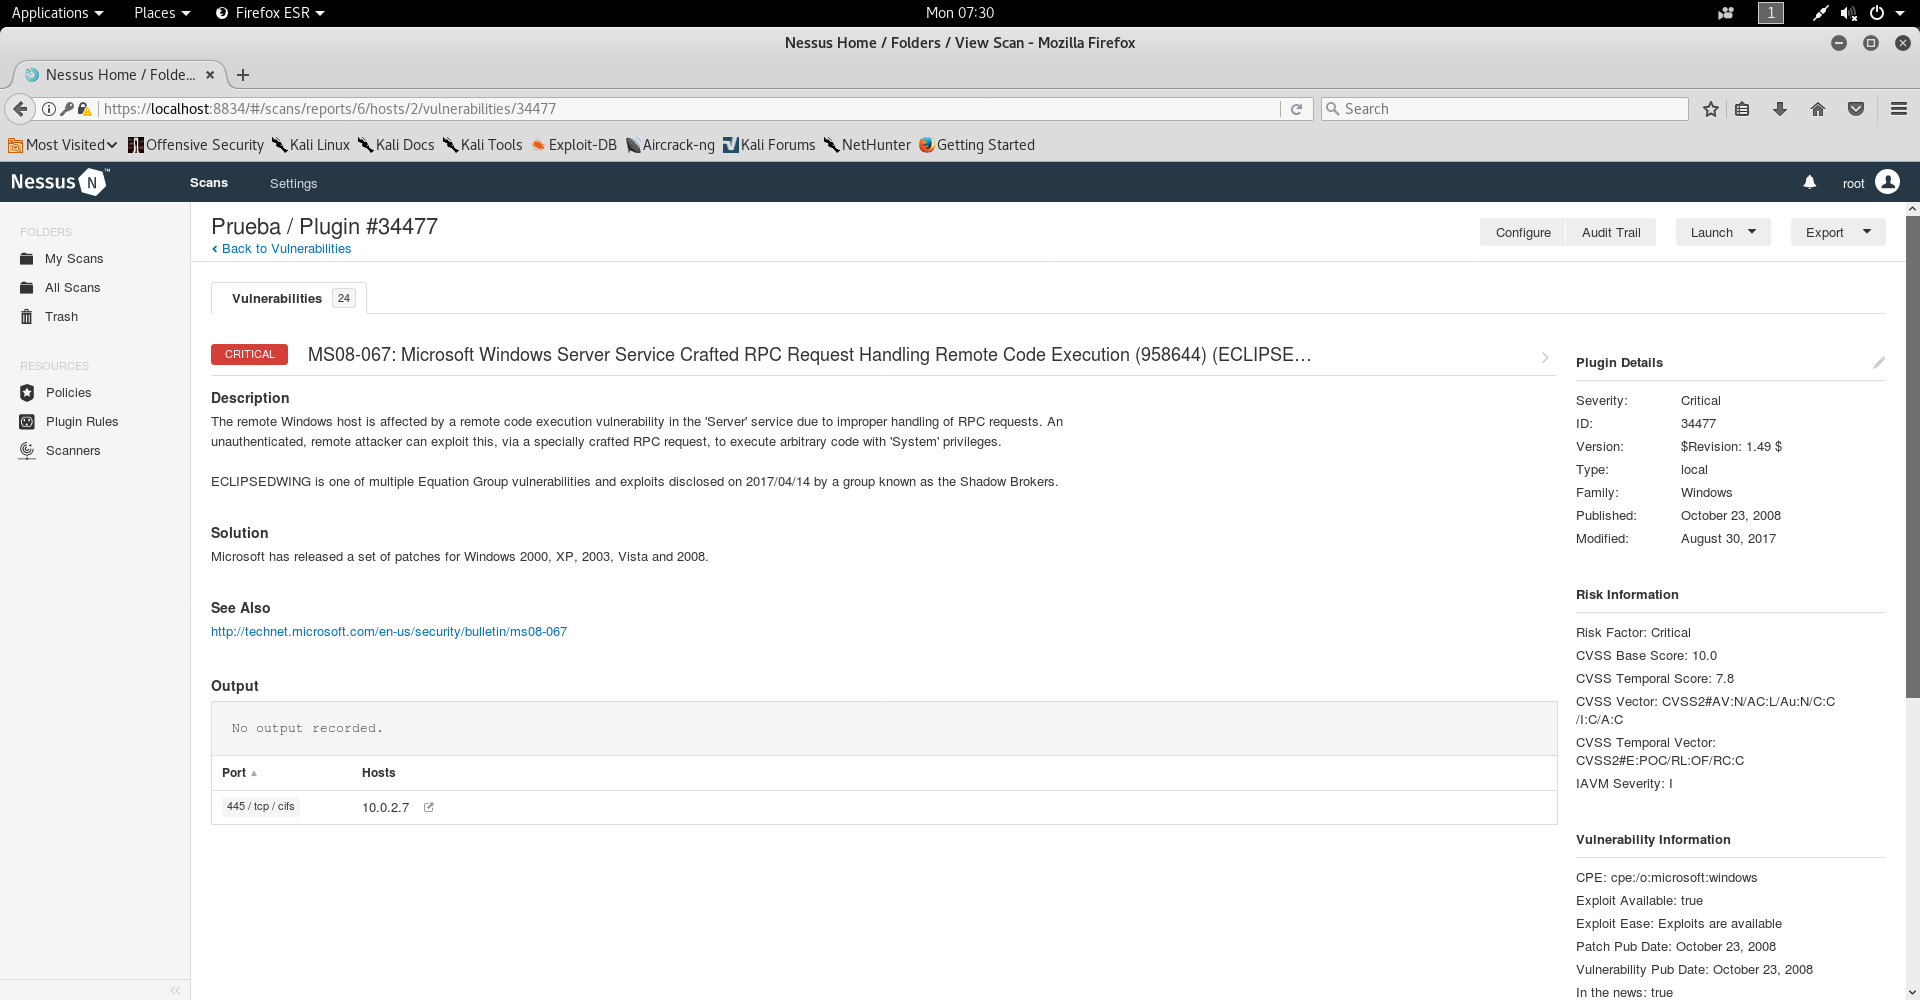 Applications Places Firefox ESR Mon 07:30 1
Nessus Home / Folders / View Scan - Mozilla Firefox
Nessus Home / Folde...
https://localhost:8834/#/scans/reports/6/hosts/2/vulnerabilities/34477 Search
Most Visited Offensive Security Kali Linux Kali Docs Kali Tools Exploit-DB Aircrack-ng Kali Forums NetHunter Getting Started
Nessus N ™ Scans Settings root
FOLDERS
My Scans
All Scans
Trash
RESOURCES
Policies
Plugin Rules
Scanners
Prueba / Plugin #34477
Back to Vulnerabilities
Configure Audit Trail Launch Export
Vulnerabilities 24
CRITICAL MS08-067: Microsoft Windows Server Service Crafted RPC Request Handling Remote Code Execution (958644) (ECLIPSE...
Description
The remote Windows host is affected by a remote code execution vulnerability in the 'Server' service due to improper handling of RPC requests. An
unauthenticated, remote attacker can exploit this, via a specially crafted RPC request, to execute arbitrary code with 'System' privileges.
ECLIPSEDWING is one of multiple Equation Group vulnerabilities and exploits disclosed on 2017/04/14 by a group known as the Shadow Brokers.
Solution
Microsoft has released a set of patches for Windows 2000, XP, 2003, Vista and 2008.
See Also
http://technet.microsoft.com/en-us/security/bulletin/ms08-067
Output
No output recorded.
Port Hosts
445 / tcp / cifs 10.0.2.7
Plugin Details
Severity: Critical
ID: 34477
Version: $Revision: 1.49 $
Type: local
Family: Windows
Published: October 23, 2008
Modified: August 30, 2017
Risk Information
Risk Factor: Critical
CVSS Base Score: 10.0
CVSS Temporal Score: 7.8
CVSS Vector: CVSS2#AV:N/AC:L/Au:N/C:C
/I:C/A:C
CVSS Temporal Vector:
CVSS2#E:POC/RL:OF/RC:C
IAVM Severity: I
Vulnerability Information
CPE: cpe:/o:microsoft:windows
Exploit Available: true
Exploit Ease: Exploits are available
Patch Pub Date: October 23, 2008
Vulnerability Pub Date: October 23, 2008
In the news: true